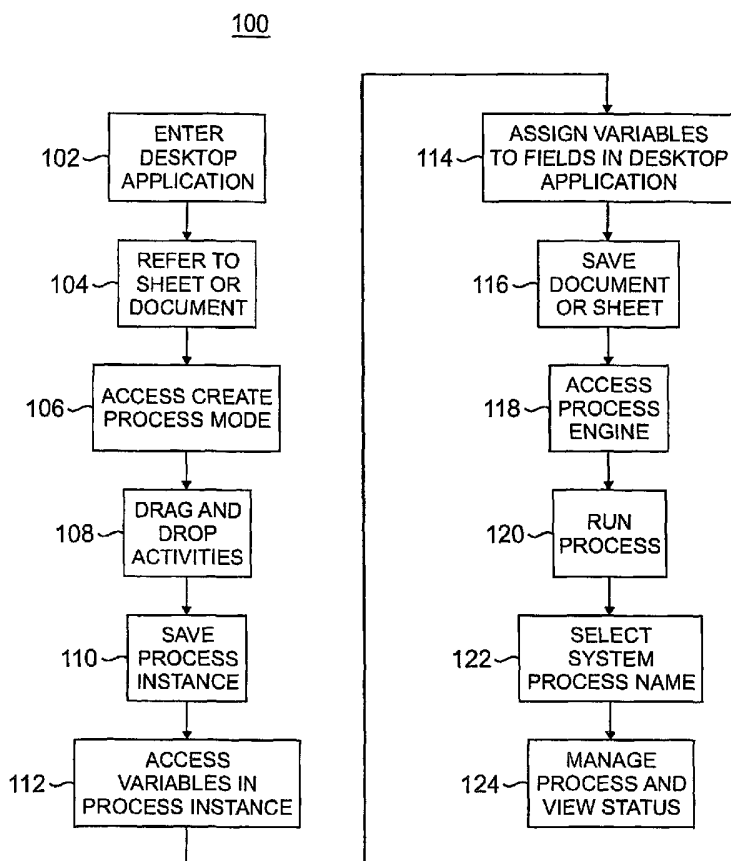 100
102
ENTER
DESKTOP
APPLICATION
104
REFER TO
SHEET OR
DOCUMENT
106
ACCESS CREATE
PROCESS MODE
108
DRAG AND
DROP
ACTIVITIES
110
SAVE
PROCESS
INSTANCE
112
ACCESS
VARIABLES IN
PROCESS INSTANCE
114
ASSIGN VARIABLES
TO FIELDS IN DESKTOP
APPLICATION
116
SAVE
DOCUMENT
OR SHEET
118
ACCESS
PROCESS
ENGINE
120
RUN
PROCESS
122
SELECT
SYSTEM
PROCESS NAME
124
MANAGE
PROCESS AND
VIEW STATUS